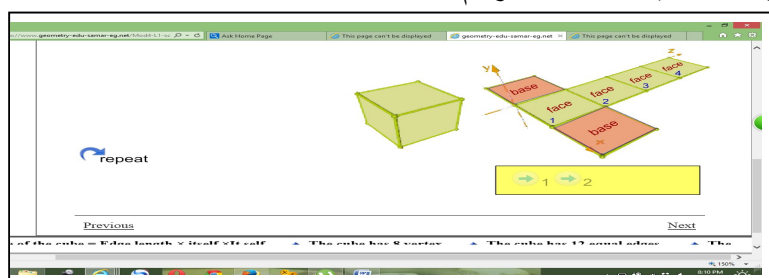 www.geometry-edu-samar-eg.net
Ask Home Page
This page can't be displayed
geometry-edu-samar-eg.net
This page can't be displayed
y
z
base
face
face
face
face
1
2
3
4
base
x
repeat
1
2
Previous
Next
of the cube = Edge length × itself ×It self
The cube has 8 vertex
The cube has 12 equal edges
The
150%
8:10 PM